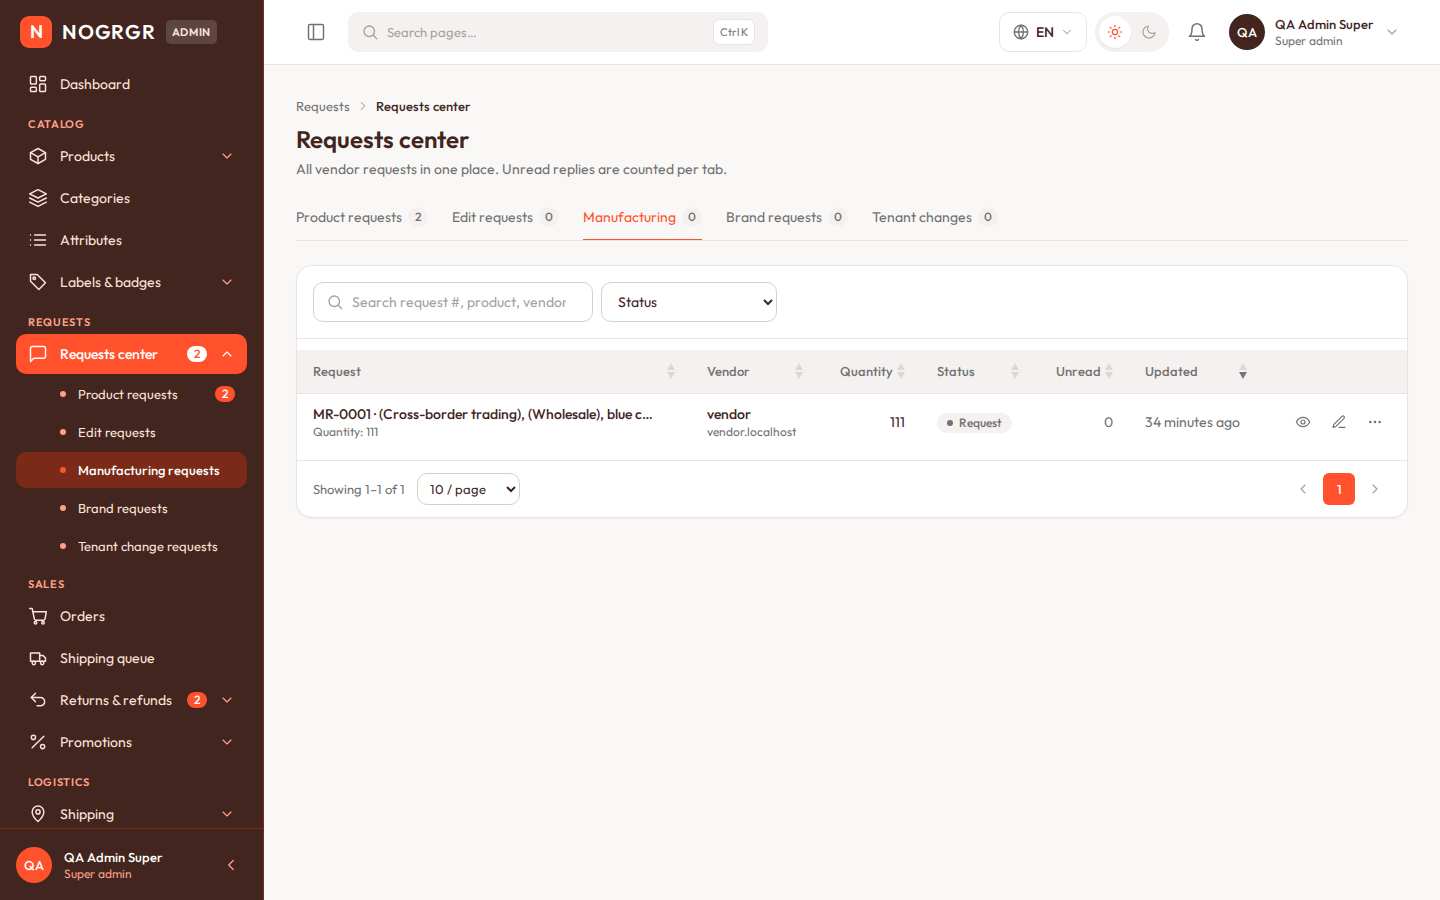 N NOGRGR ADMIN
Search pages...
Ctrl K
EN
QA
QA Admin Super
Super admin
Dashboard
CATALOG
Products
Categories
Attributes
Labels & badges
REQUESTS
Requests center 2
Product requests 2
Edit requests
Manufacturing requests
Brand requests
Tenant change requests
SALES
Orders
Shipping queue
Returns & refunds 2
Promotions
LOGISTICS
Shipping
QA
QA Admin Super
Super admin
Requests > Requests center
Requests center
All vendor requests in one place. Unread replies are counted per tab.
Product requests 2 Edit requests 0 Manufacturing 0 Brand requests 0 Tenant changes 0
Search request #, product, vendor
Status
Request Vendor Quantity Status Unread Updated
MR-0001 · (Cross-border trading), (Wholesale), blue c... vendor 111 Request 0 34 minutes ago
Quantity: 111 vendor.localhost
Showing 1–1 of 1 10 / page 1